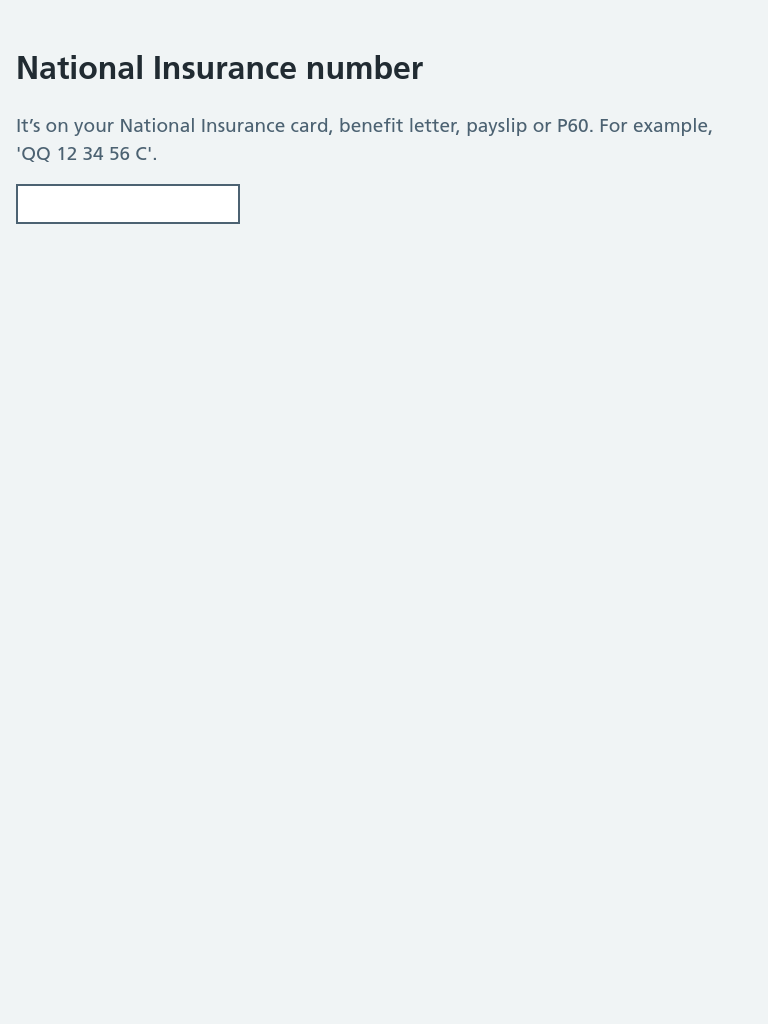 National Insurance number
It’s on your National Insurance card, benefit letter, payslip or P60. For example,
'QQ 12 34 56 C'.